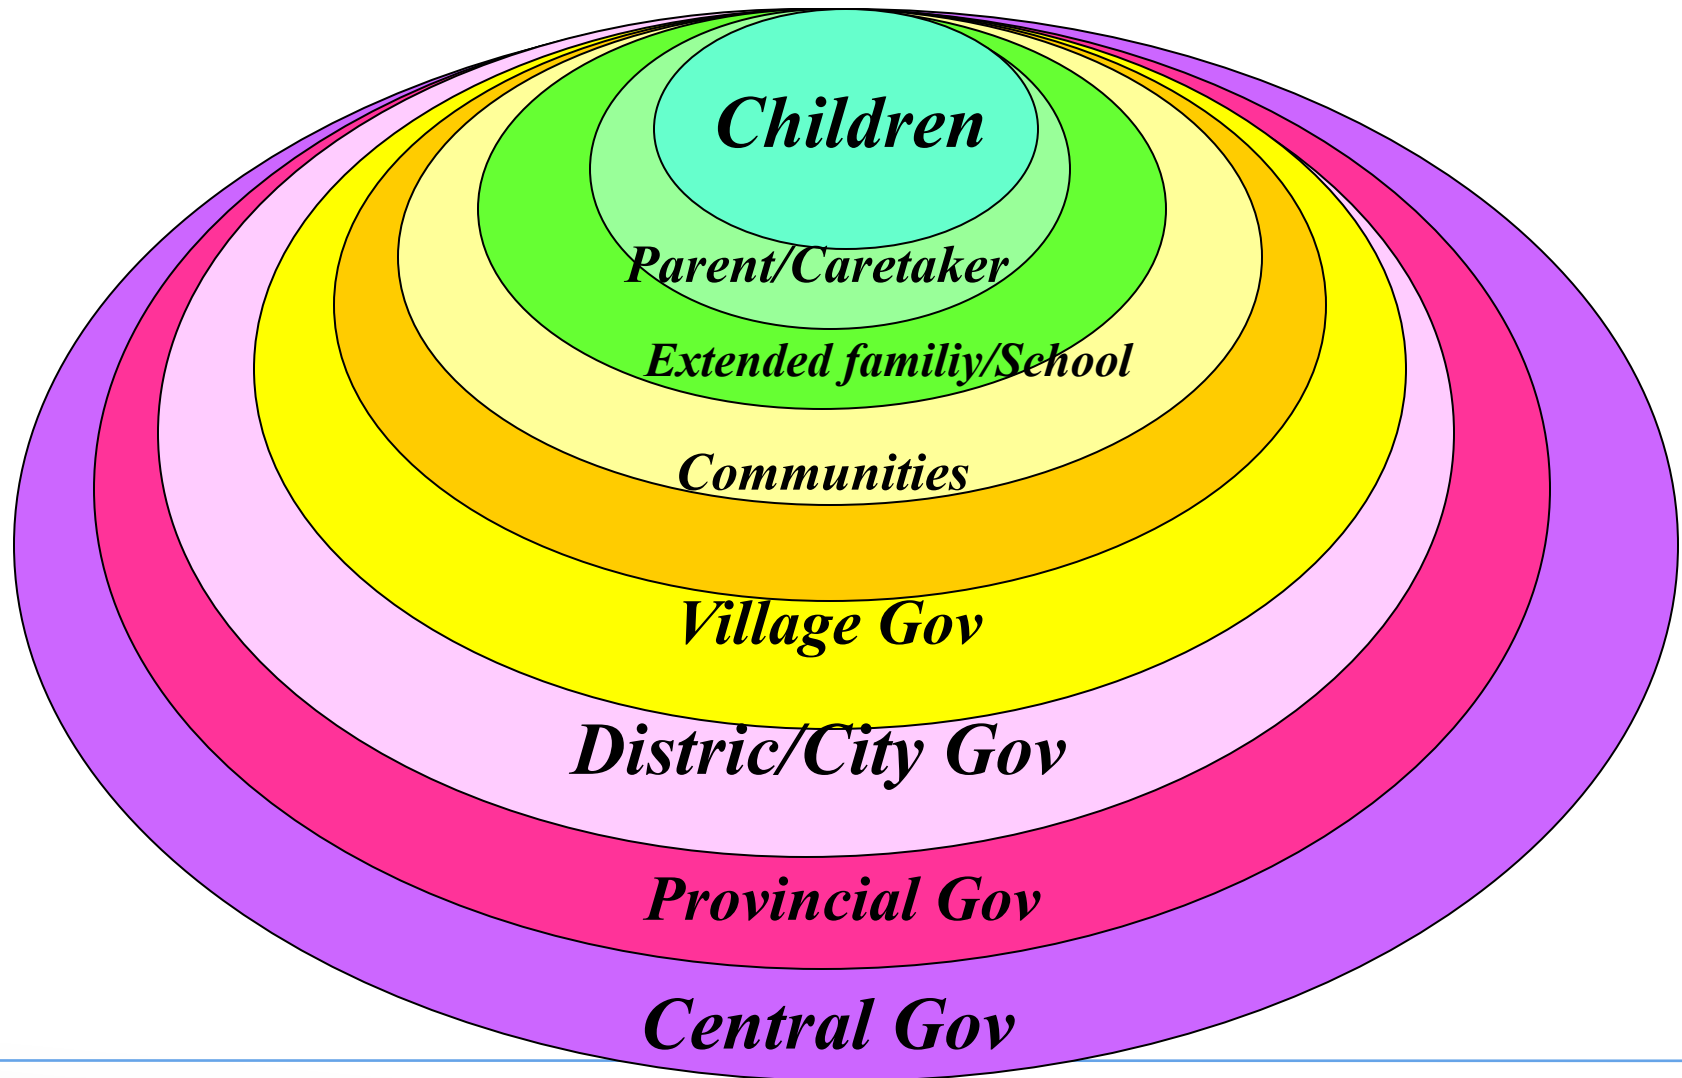 Children
Parent/Caretaker
Extended familiy/School
Communities
Village Gov
Distric/City Gov
Provincial Gov
Central Gov